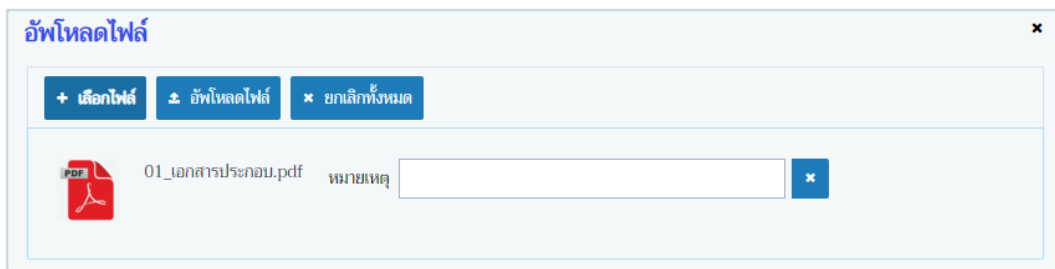 อัพโหลดไฟล์
เลือกไฟล์ อัพโหลดไฟล์ ยกเลิกทั้งหมด
PDF 01_เอกสารประกอบ.pdf หมายเหตุ